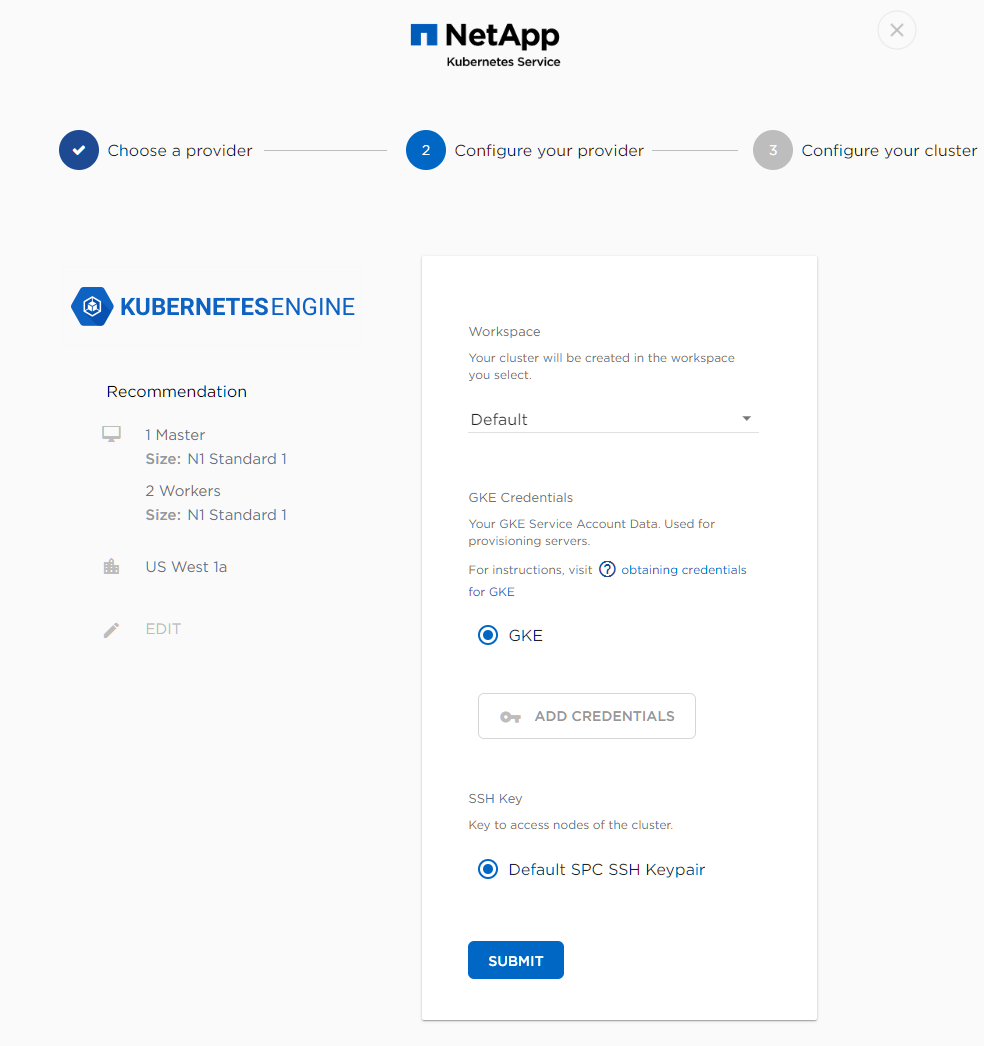 NetApp
Kubernetes Service
Choose a provider
2
Configure your provider
3
Configure your cluster
KUBERNETES ENGINE
Recommendation
1 Master
Size: N1 Standard 1
2 Workers
Size: N1 Standard 1
US West 1a
EDIT
Workspace
Your cluster will be created in the workspace
you select.
Default
GKE Credentials
Your GKE Service Account Data. Used for
provisioning servers.
For instructions, visit ? obtaining credentials
for GKE
GKE
ADD CREDENTIALS
SSH Key
Key to access nodes of the cluster.
Default SPC SSH Keypair
SUBMIT